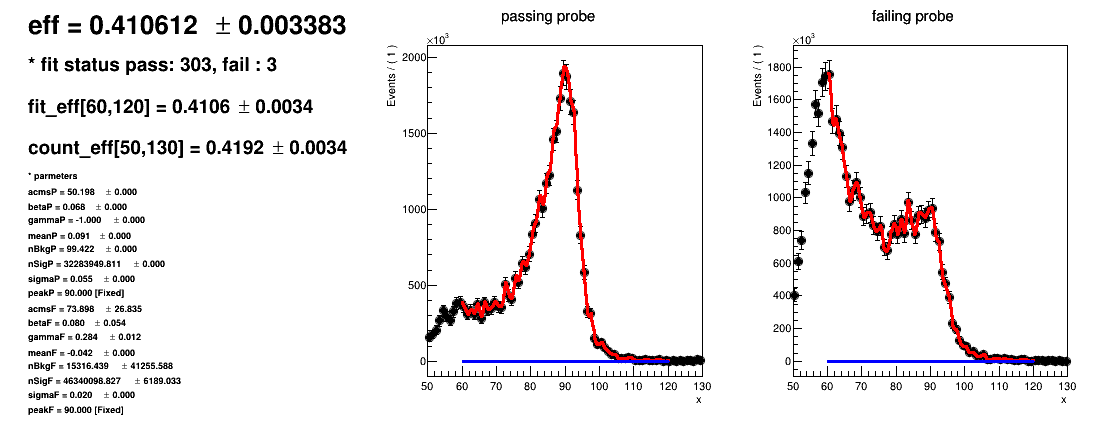 eff = 0.410612 ± 0.003383
* fit status pass: 303, fail : 3
fit_eff[60,120] = 0.4106 ± 0.0034
count_eff[50,130] = 0.4192 ± 0.0034
* parmeters
acmsP = 50.198 ± 0.000
betaP = 0.068 ± 0.000
gammaP = -1.000 ± 0.000
meanP = 0.091 ± 0.000
nBkgP = 99.422 ± 0.000
nSigP = 32283949.811 ± 0.000
sigmaP = 0.055 ± 0.000
peakP = 90.000 [Fixed]
acmsF = 73.898 ± 26.835
betaF = 0.080 ± 0.054
gammaF = 0.284 ± 0.012
meanF = -0.042 ± 0.000
nBkgF = 15316.439 ± 41255.588
nSigF = 46340098.827 ± 6189.033
sigmaF = 0.020 ± 0.000
peakF = 90.000 [Fixed]
passing probe
×10³
Events / ( 1 )
2000
1500
1000
500
0
50 60 70 80 90 100 110 120 130
x
failing probe
×10³
Events / ( 1 )
1800
1600
1400
1200
1000
800
600
400
200
0
50 60 70 80 90 100 110 120 130
x